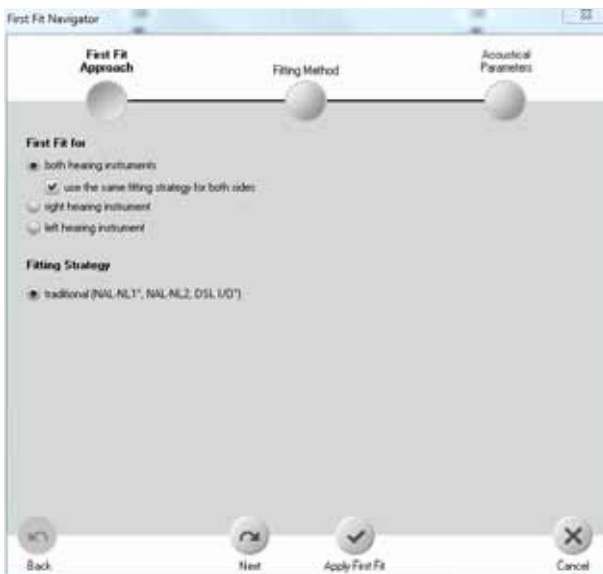 First Fit Navigator
First Fit Approach
Fitting Method
Acoustical Parameters
First Fit for
both hearing instruments
use the same fitting strategy for both sides
right hearing instrument
left hearing instrument
Fitting Strategy
traditional (NAL-NL1*, NAL-NL2, DSL I/O*)
Back
Next
Apply First Fit
Cancel